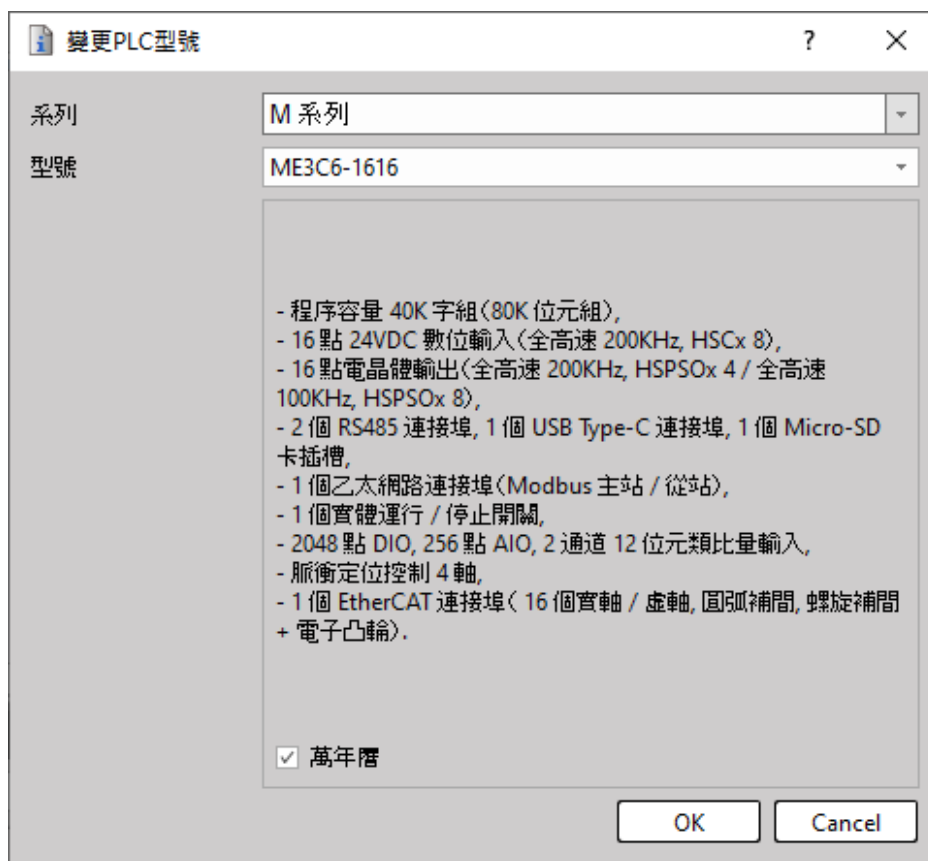 變更PLC型號
?
系列
M 系列
型號
ME3C6-1616
- 程序容量 40K 字組(80K 位元組),
- 16 點 24VDC 數位輸入(全高速 200KHz, HSCx 8),
- 16 點電晶體輸出(全高速 200KHz, HSPSOx 4 / 全高速
100KHz, HSPSOx 8),
- 2 個 RS485 連接埠, 1 個 USB Type-C 連接埠, 1 個 Micro-SD
卡插槽,
- 1 個乙太網路連接埠(Modbus 主站 / 從站),
- 1 個實體運行 / 停止開關,
- 2048 點 DIO, 256 點 AIO, 2 通道 12 位元類比量輸入,
- 脈衝定位控制 4 軸,
- 1 個 EtherCAT 連接埠( 16 個實軸 / 虛軸, 圓弧補間, 螺旋補間
+ 電子凸輪).
萬年曆
OK
Cancel